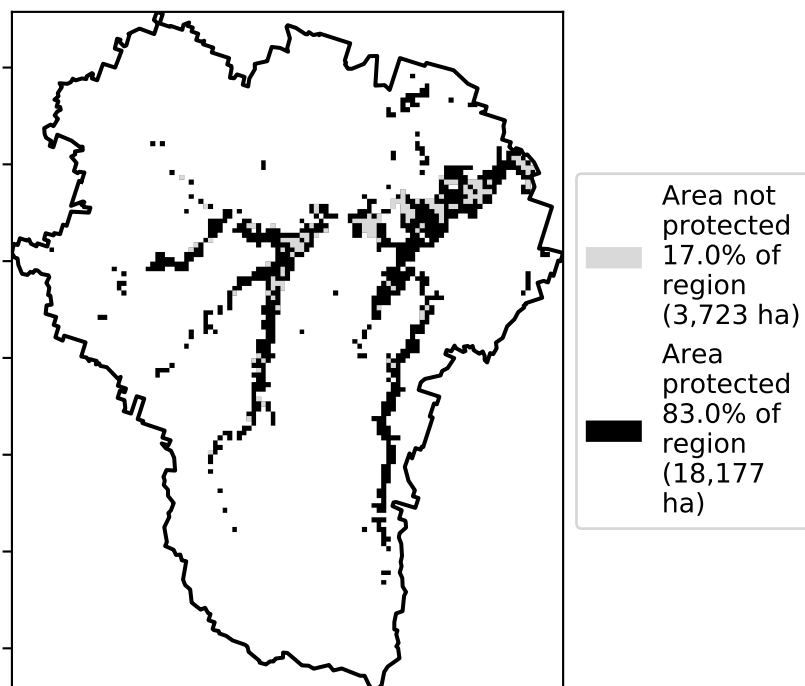 Area not
protected
17.0% of
region
(3,723 ha)
Area
protected
83.0% of
region
(18,177
ha)